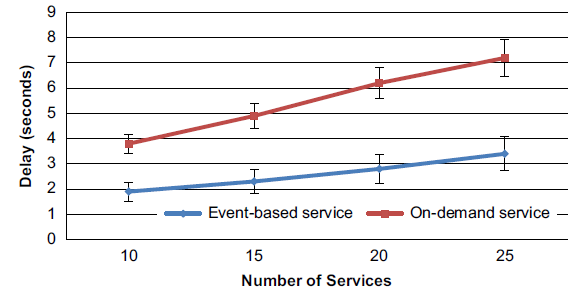 9
8
7
6
5
4
3
2
1
0
Delay (seconds)
Event-based service On-demand service
10 15 20 25
Number of Services